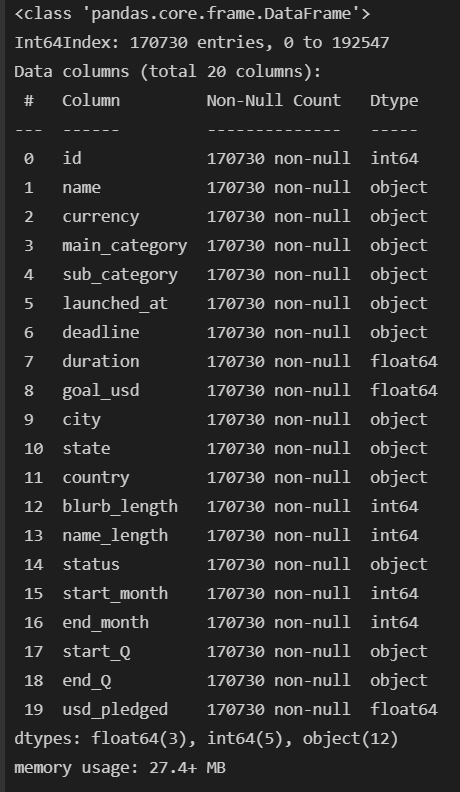 <class 'pandas.core.frame.DataFrame'>
Int64Index: 170730 entries, 0 to 192547
Data columns (total 20 columns):
 #   Column         Non-Null Count   Dtype
---  ------         --------------   -----
 0   id             170730 non-null  int64
 1   name           170730 non-null  object
 2   currency       170730 non-null  object
 3   main_category  170730 non-null  object
 4   sub_category   170730 non-null  object
 5   launched_at    170730 non-null  object
 6   deadline       170730 non-null  object
 7   duration       170730 non-null  float64
 8   goal_usd       170730 non-null  float64
 9   city           170730 non-null  object
 10  state          170730 non-null  object
 11  country        170730 non-null  object
 12  blurb_length   170730 non-null  int64
 13  name_length    170730 non-null  int64
 14  status         170730 non-null  object
 15  start_month    170730 non-null  int64
 16  end_month      170730 non-null  int64
 17  start_Q        170730 non-null  object
 18  end_Q          170730 non-null  object
 19  usd_pledged    170730 non-null  float64
dtypes: float64(3), int64(5), object(12)
memory usage: 27.4+ MB